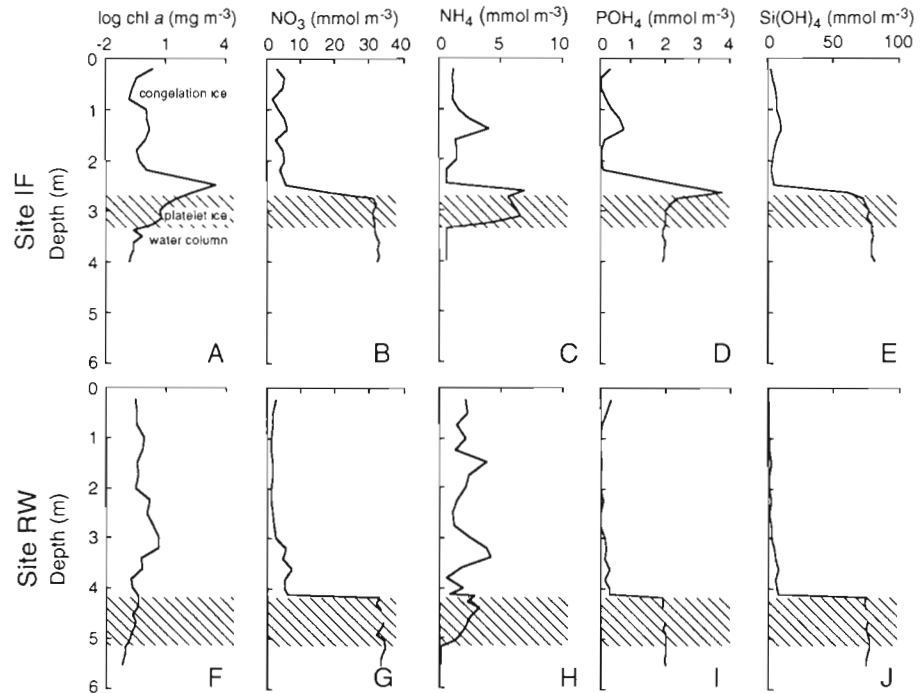 log chl a (mg m-3) NO3 (mmol m-3) NH4 (mmol m-3) POH4 (mmol m-3) Si(OH)4 (mmol m-3)
-2 1 4 0 10 20 30 40 0 5 10 0 1 2 3 4 0 50 100
0
congelation ice
1
2
platelet ice
3
water column
4
5
6
Site IF
Depth (m)
A B C D E
0
1
2
3
4
5
6
Site RW
Depth (m)
F G H I J